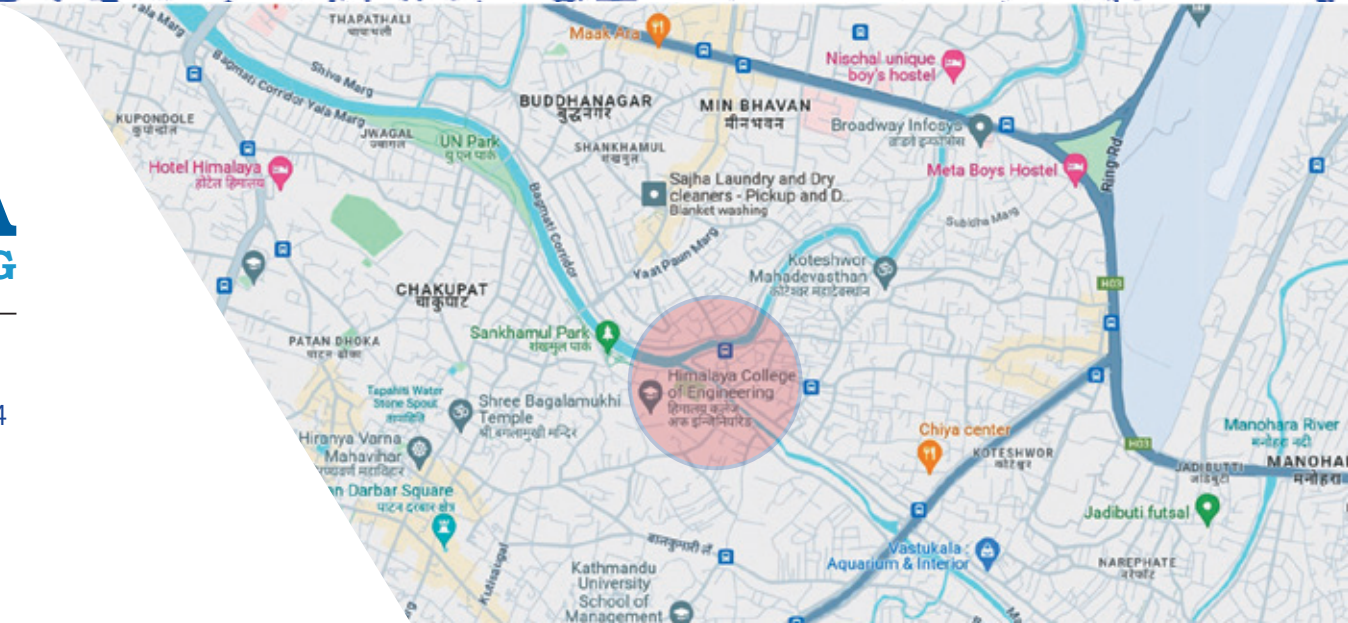 THAPATHALI
थापाथली
Maak Ara
Shiva Marg
Nischal unique
boy's hostel
Bagmati Corridor Yala Marg
BUDDHANAGAR
बुद्धनगर
MIN BHAVAN
मीनभवन
KUPONDOLE
कुपोन्डोल
JWAGAL
ज्वागल
UN Park
यु एन पार्क
SHANKHAMUL
शंखमुल
Broadway Infosys
Meta Boys Hostel
Ring Rd
Hotel Himalaya
होटेल हिमालय
Sajha Laundry and Dry
cleaners - Pickup and D...
Blanket washing
Subidha Marg
A
G
Bagmati Corridor
Yaat Paun Marg
Koteshwor
Mahadevasthan
कोटेश्वर महादेवस्थान
CHAKUPAT
चाकुपाट
H03
Sankhamul Park
शंखमुल पार्क
PATAN DHOKA
पाटन ढोका
Himalaya College
of Engineering
हिमालय कलेज
अफ इन्जिनियरिङ
Tapahiti Water
Stone Spout
तापाहिति
Shree Bagalamukhi
Temple
श्री बगलामुखी मन्दिर
4
Hiranya Varna
Mahavihar
Chiya center
KOTESHWOR
कोटेश्वर
H03
Manohara River
मनोहरा नदी
JADIBUTTI
जडिबुटी
MANOHAR
मनोहरा
n Darbar Square
पाटन दरबार क्षेत्र
Jadibuti futsal
Vastukala :
Aquarium & Interior
NAREPHATE
नरेफाँट
Kathmandu
University
School of
Management